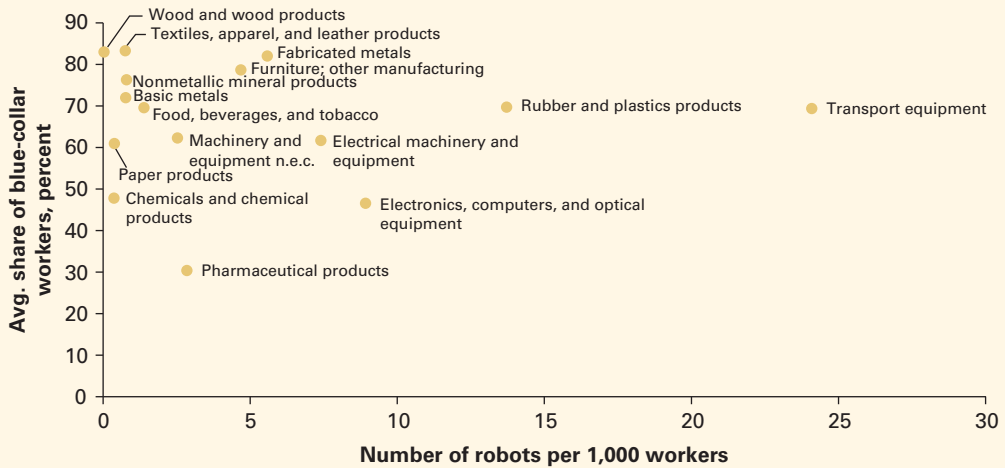 Avg. share of blue-collar
workers, percent
90
80
70
60
50
40
30
20
10
0
Wood and wood products
Textiles, apparel, and leather products
Fabricated metals
Furniture; other manufacturing
Nonmetallic mineral products
Basic metals
Food, beverages, and tobacco
Rubber and plastics products
Transport equipment
Machinery and
equipment n.e.c.
Electrical machinery and
equipment
Paper products
Chemicals and chemical
products
Electronics, computers, and optical
equipment
Pharmaceutical products
0
5
10
15
20
25
30
Number of robots per 1,000 workers